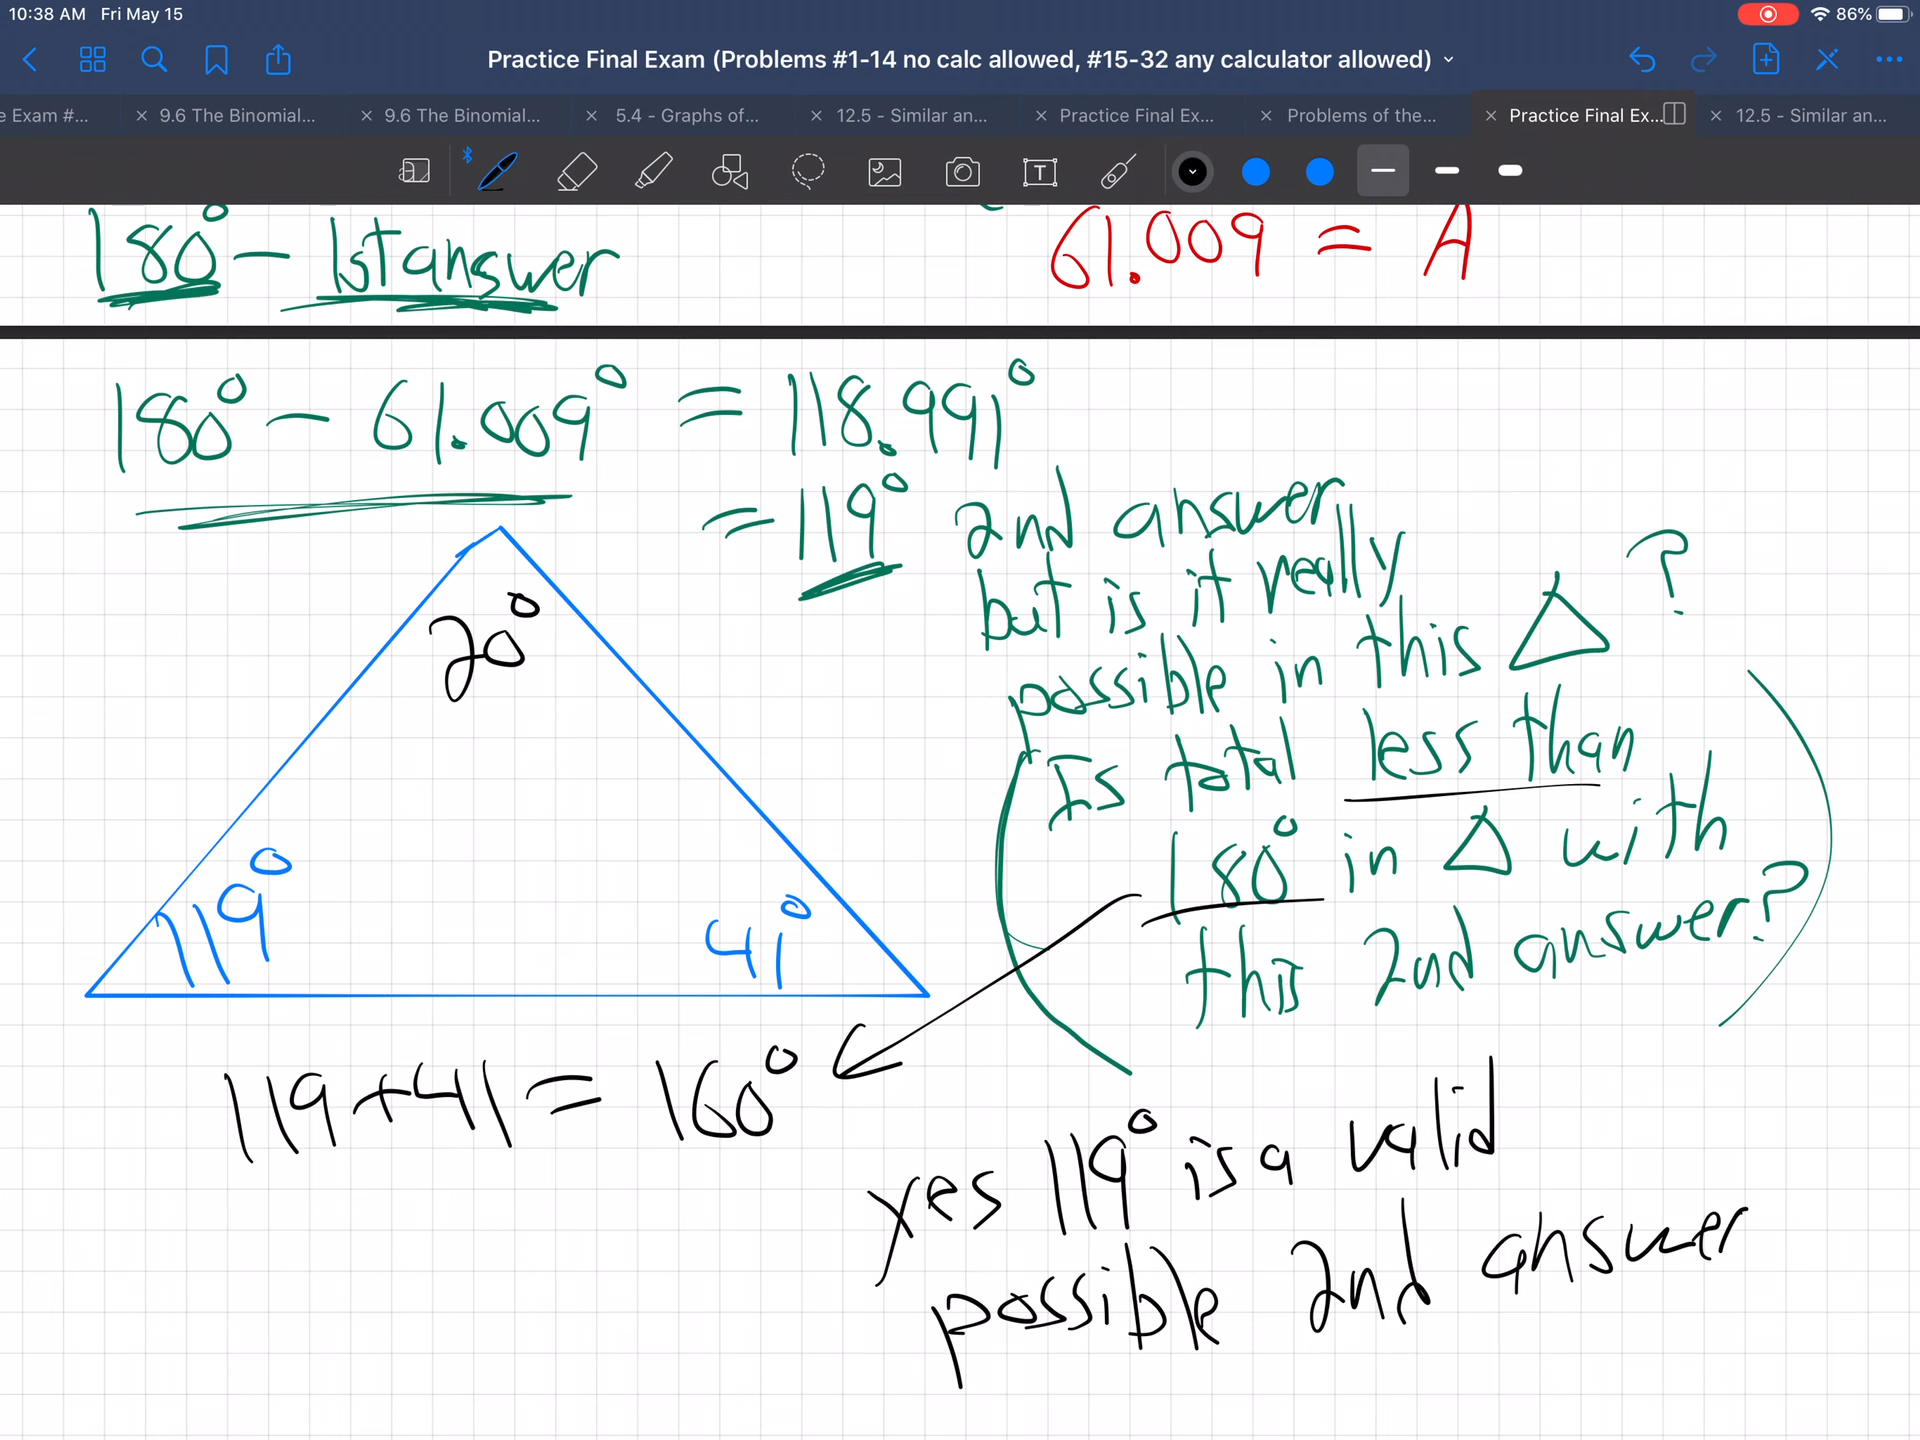 10:38 AM Fri May 15
86%
Practice Final Exam (Problems #1-14 no calc allowed, #15-32 any calculator allowed)
e Exam #...
9.6 The Binomial...
9.6 The Binomial...
5.4 - Graphs of...
12.5 - Similar an...
Practice Final Ex...
Problems of the...
Practice Final Ex...
12.5 - Similar an...
T
180° - 1st answer
61.009 = A
180° - 61.009° = 118.991°
= 119° 2nd answer
but is it really
possible in this △ ?
Is total less than
180° in △ with
this 2nd answer?
20°
119°
41°
119+41 = 160°
yes 119° is a valid
possible 2nd answer